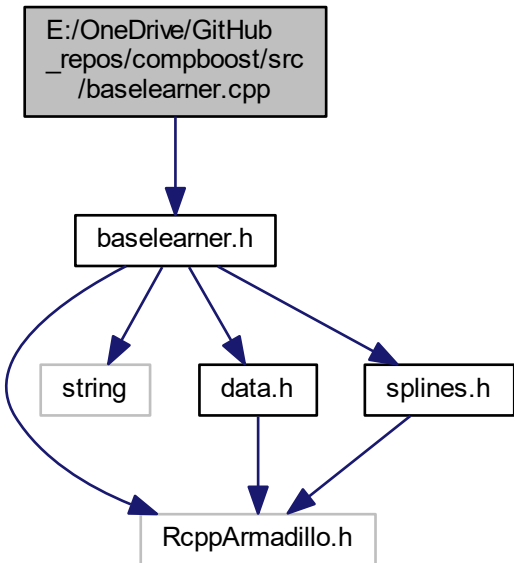 E:/OneDrive/GitHub
_repos/compboost/src
/baselearner.cpp
baselearner.h
string
data.h
splines.h
RcppArmadillo.h